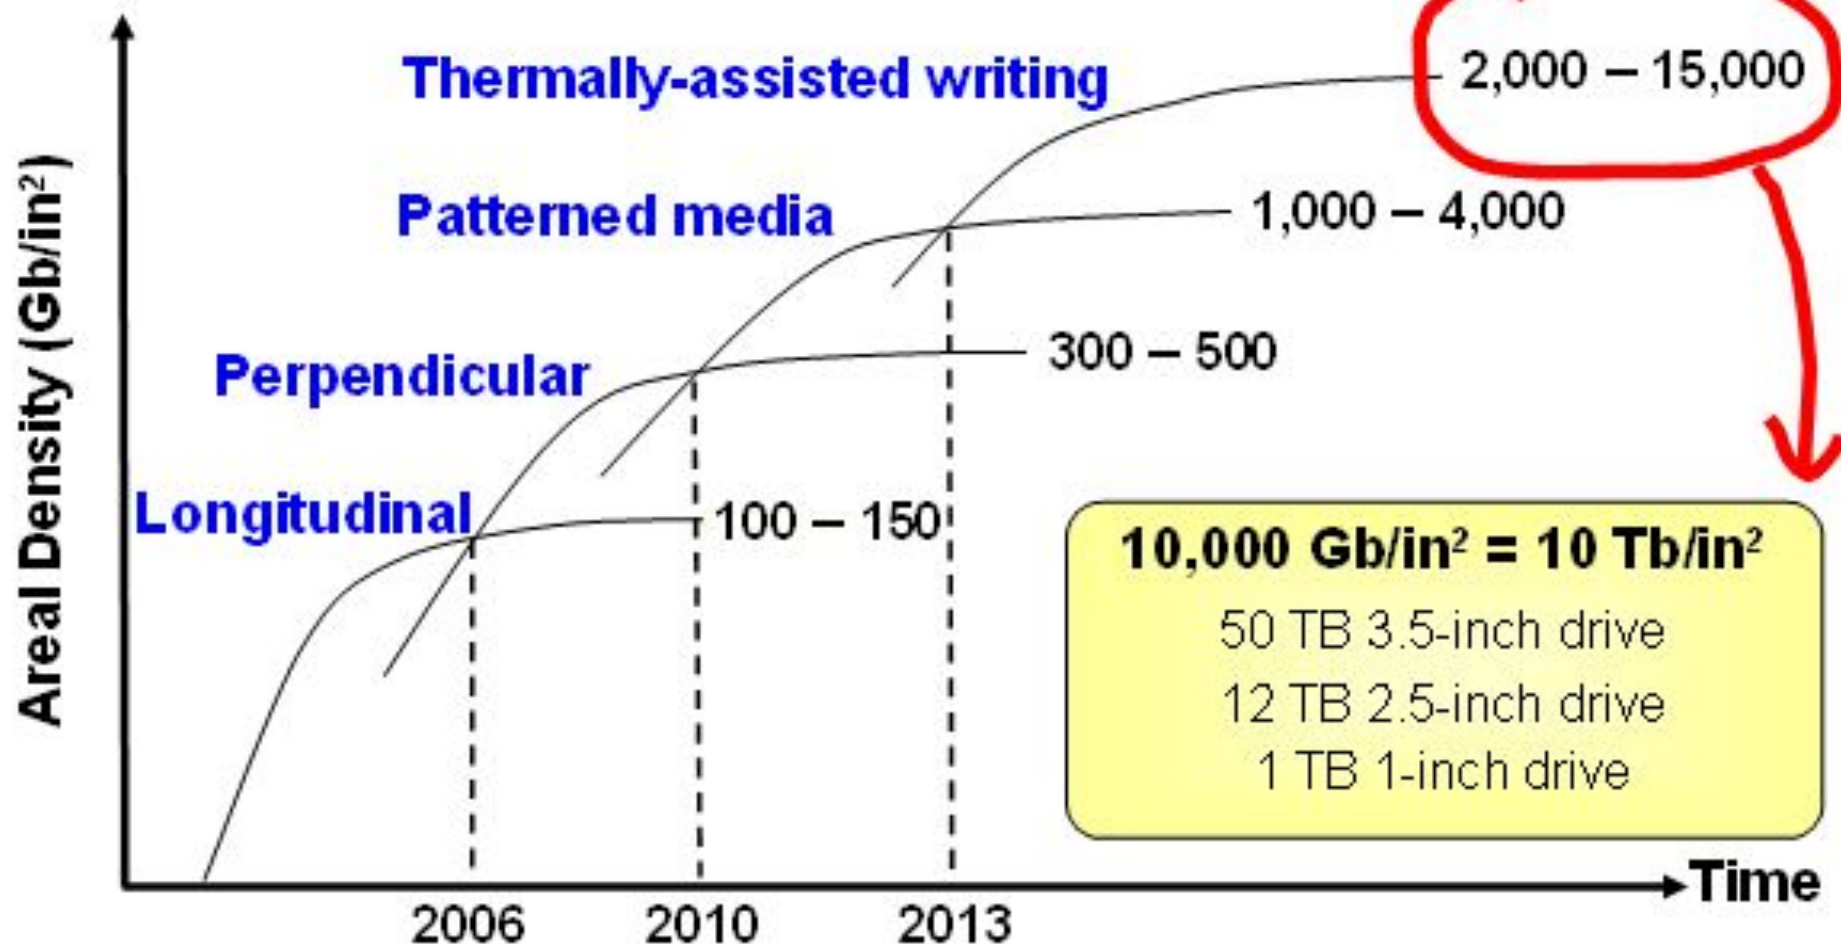 Areal Density (Gb/in²)
Thermally-assisted writing
2,000 – 15,000
Patterned media
1,000 – 4,000
Perpendicular
300 – 500
Longitudinal
100 – 150
10,000 Gb/in² = 10 Tb/in²
50 TB 3.5-inch drive
12 TB 2.5-inch drive
1 TB 1-inch drive
Time
2006
2010
2013